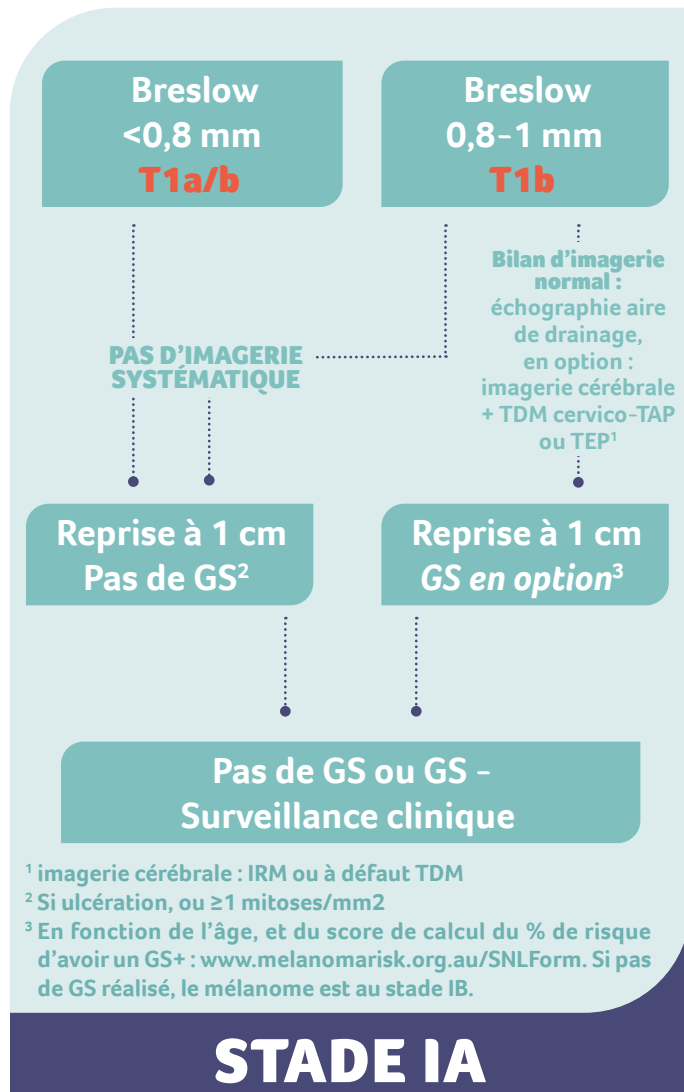 Breslow
<0,8 mm
T1a/b
Breslow
0,8-1 mm
T1b
Bilan d'imagerie
normal :
échographie aire
de drainage,
en option :
imagerie cérébrale
+ TDM cervico-TAP
ou TEP¹
PAS D'IMAGERIE
SYSTÉMATIQUE
Reprise à 1 cm
Pas de GS²
Reprise à 1 cm
GS en option³
Pas de GS ou GS -
Surveillance clinique
¹ imagerie cérébrale : IRM ou à défaut TDM
² Si ulcération, ou ≥1 mitoses/mm2
³ En fonction de l'âge, et du score de calcul du % de risque
d'avoir un GS+ : www.melanomarisk.org.au/SNLForm. Si pas
de GS réalisé, le mélanome est au stade IB.
STADE IA